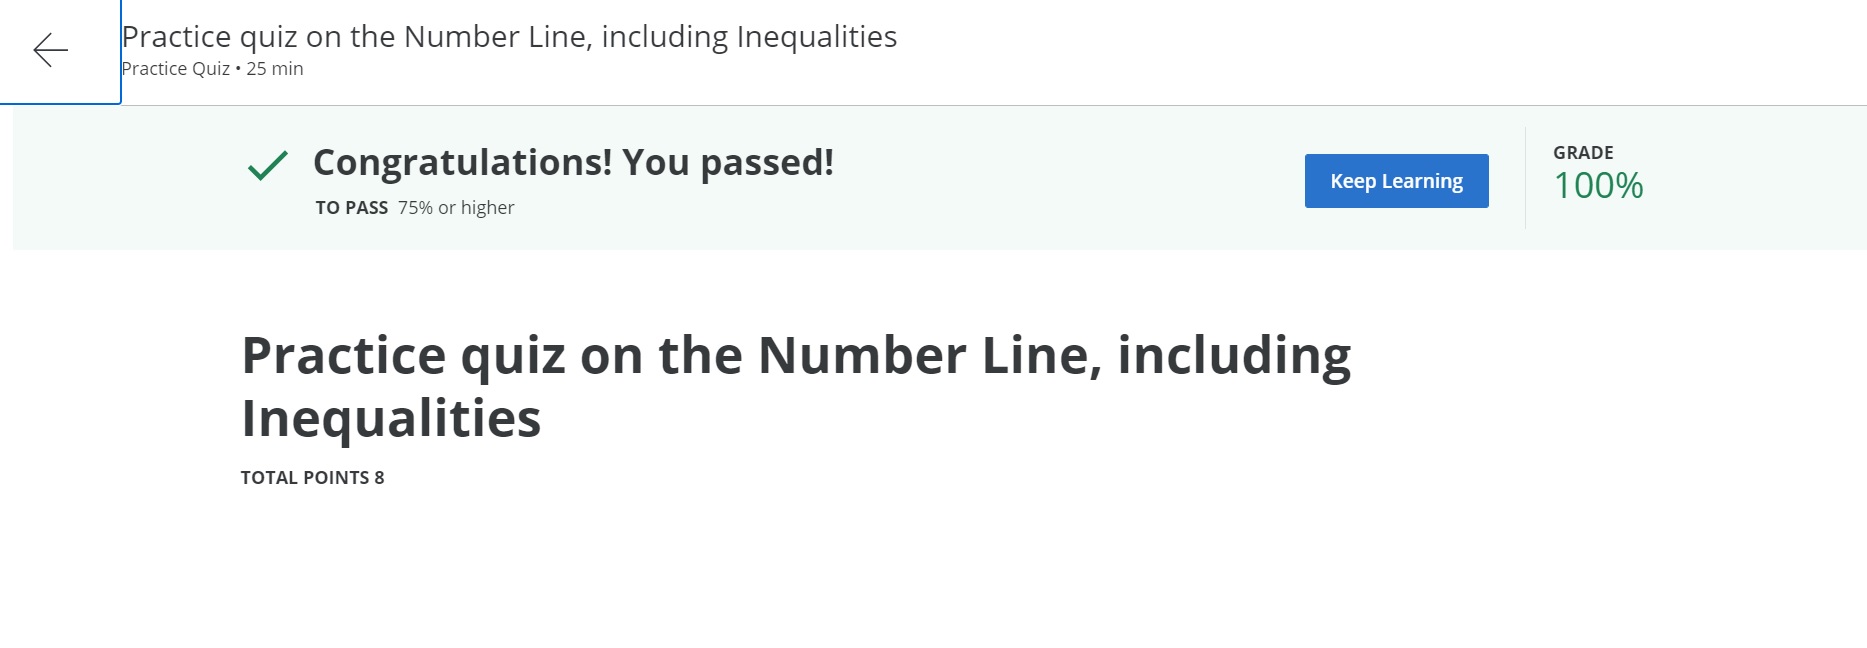 Practice quiz on the Number Line, including Inequalities
Practice Quiz • 25 min
Congratulations! You passed!
TO PASS 75% or higher
Keep Learning
GRADE
100%
Practice quiz on the Number Line, including
Inequalities
TOTAL POINTS 8